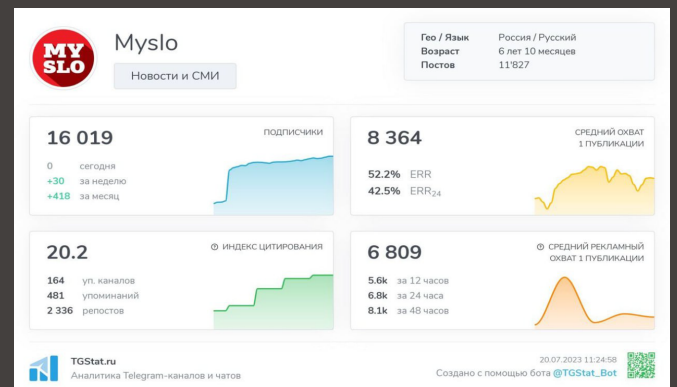 MY
SLO
Myslo
Новости и СМИ
Гео / Язык Россия / Русский
Возраст 6 лет 10 месяцев
Постов 11'827
16 019
ПОДПИСЧИКИ
0 сегодня
+30 за неделю
+418 за месяц
8 364
СРЕДНИЙ ОХВАТ
1 ПУБЛИКАЦИИ
52.2% ERR
42.5% ERR24
20.2
ИНДЕКС ЦИТИРОВАНИЯ
164 уп. каналов
481 упоминаний
2 336 репостов
6 809
СРЕДНИЙ РЕКЛАМНЫЙ
ОХВАТ 1 ПУБЛИКАЦИИ
5.6k за 12 часов
6.8k за 24 часа
8.1k за 48 часов
TGStat.ru
Аналитика Telegram-каналов и чатов
20.07.2023 11:24:58
Создано с помощью бота @TGStat_Bot